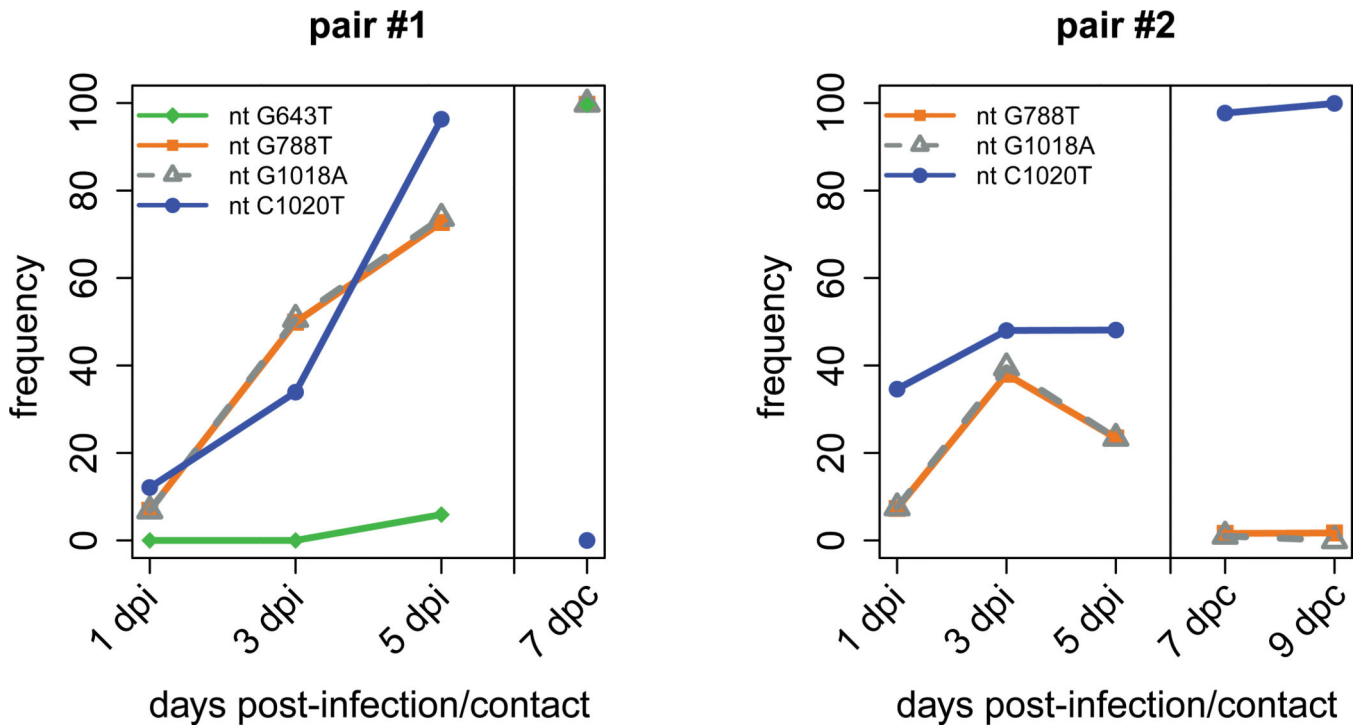 pair #1
100
80
60
40
20
0
frequency
nt G643T
nt G788T
nt G1018A
nt C1020T
1 dpi
3 dpi
5 dpi
7 dpc
days post-infection/contact
pair #2
100
80
60
40
20
0
frequency
nt G788T
nt G1018A
nt C1020T
1 dpi
3 dpi
5 dpi
7 dpc
9 dpc
days post-infection/contact